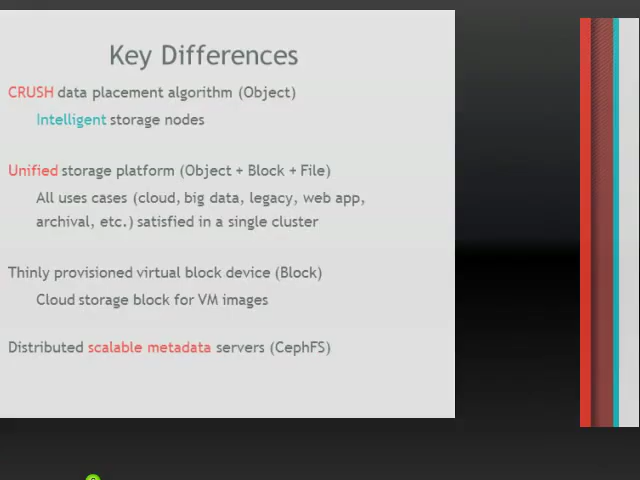 Key Differences
CRUSH data placement algorithm (Object)
Intelligent storage nodes
Unified storage platform (Object + Block + File)
All uses cases (cloud, big data, legacy, web app,
archival, etc.) satisfied in a single cluster
Thinly provisioned virtual block device (Block)
Cloud storage block for VM images
Distributed scalable metadata servers (CephFS)